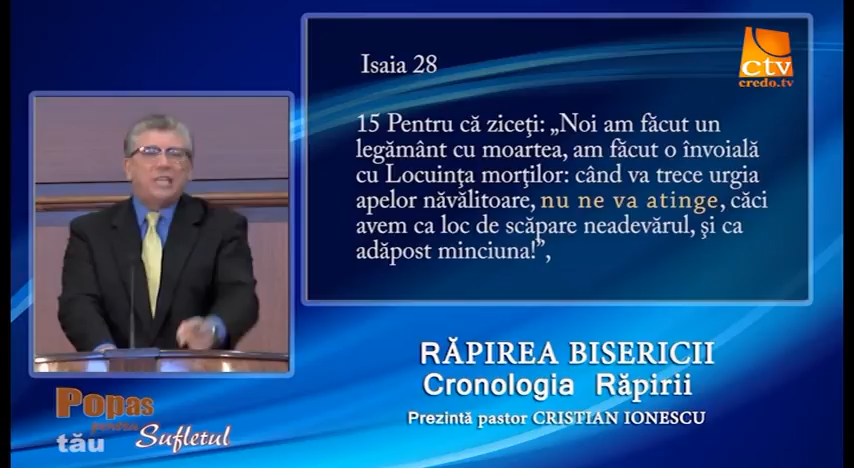 Isaia 28
ctv
credo.tv
15 Pentru că ziceţi: „Noi am făcut un
legământ cu moartea, am făcut o învoială
cu Locuinţa morţilor: când va trece urgia
apelor năvălitoare, nu ne va atinge, căci
avem ca loc de scăpare neadevărul, şi ca
adăpost minciuna!”,
RĂPIREA BISERICII
Cronologia Răpirii
Prezintă pastor CRISTIAN IONESCU
Popas
pentru
Sufletul
tău